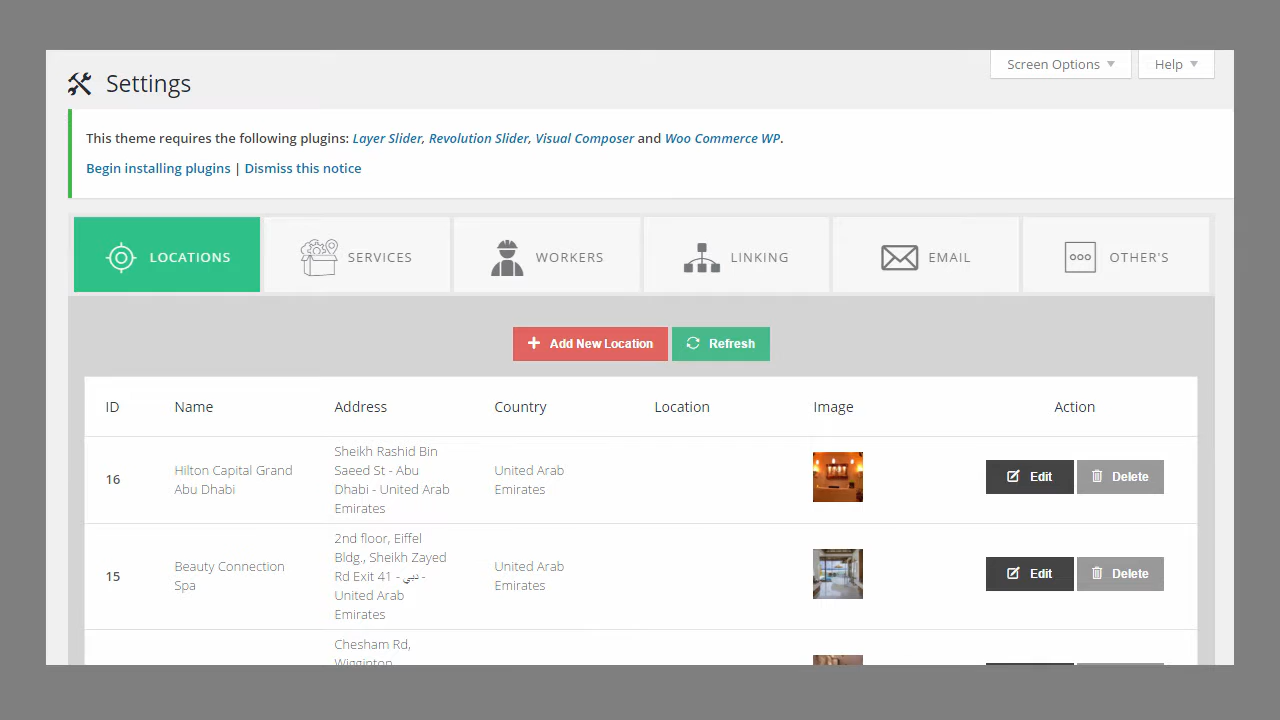 Settings
Screen Options
Help
This theme requires the following plugins: Layer Slider, Revolution Slider, Visual Composer and Woo Commerce WP.
Begin installing plugins | Dismiss this notice
LOCATIONS
SERVICES
WORKERS
LINKING
EMAIL
OTHER'S
Add New Location
Refresh
ID
Name
Address
Country
Location
Image
Action
16
Hilton Capital Grand
Abu Dhabi
Sheikh Rashid Bin
Saeed St - Abu
Dhabi - United Arab
Emirates
United Arab
Emirates
Edit
Delete
15
Beauty Connection
Spa
2nd floor, Eiffel
Bldg., Sheikh Zayed
Rd Exit 41 - دبي -
United Arab
Emirates
United Arab
Emirates
Edit
Delete
Chesham Rd,
Wigginton